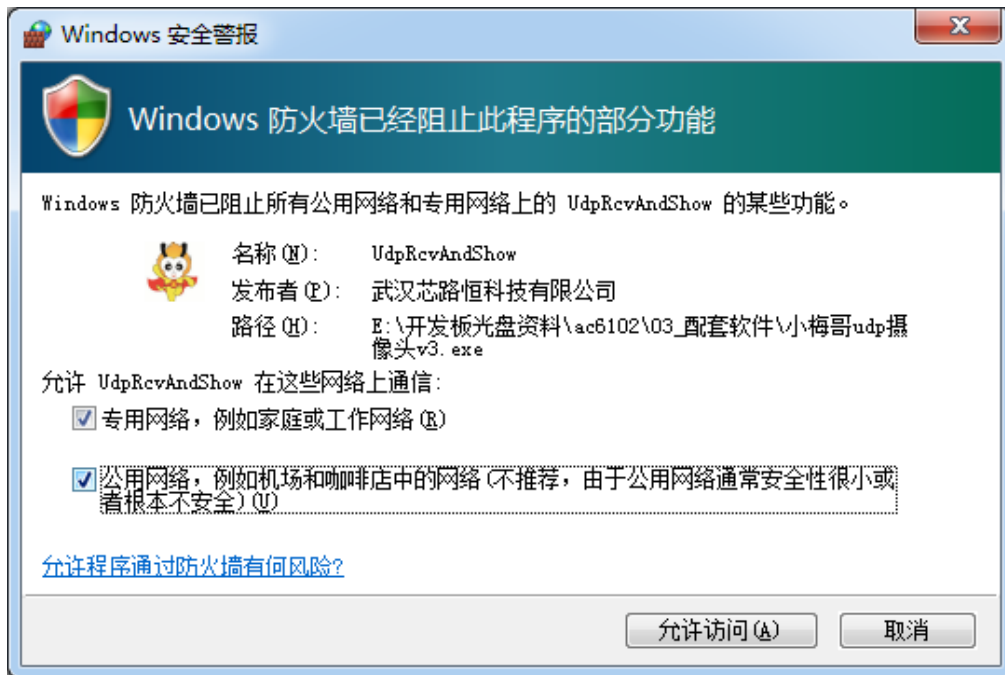 Windows 安全警报
Windows 防火墙已经阻止此程序的部分功能
Windows 防火墙已阻止所有公用网络和专用网络上的 UdpRcvAndShow 的某些功能。
名称(N): UdpRcvAndShow
发布者(P): 武汉芯路恒科技有限公司
路径(H): E:\开发板光盘资料\ac6102\03_配套软件\小梅哥udp摄
像头v3.exe
允许 UdpRcvAndShow 在这些网络上通信:
专用网络，例如家庭或工作网络(R)
公用网络，例如机场和咖啡店中的网络(不推荐，由于公用网络通常安全性很小或
者根本不安全)(U)
允许程序通过防火墙有何风险?
允许访问(A) 取消